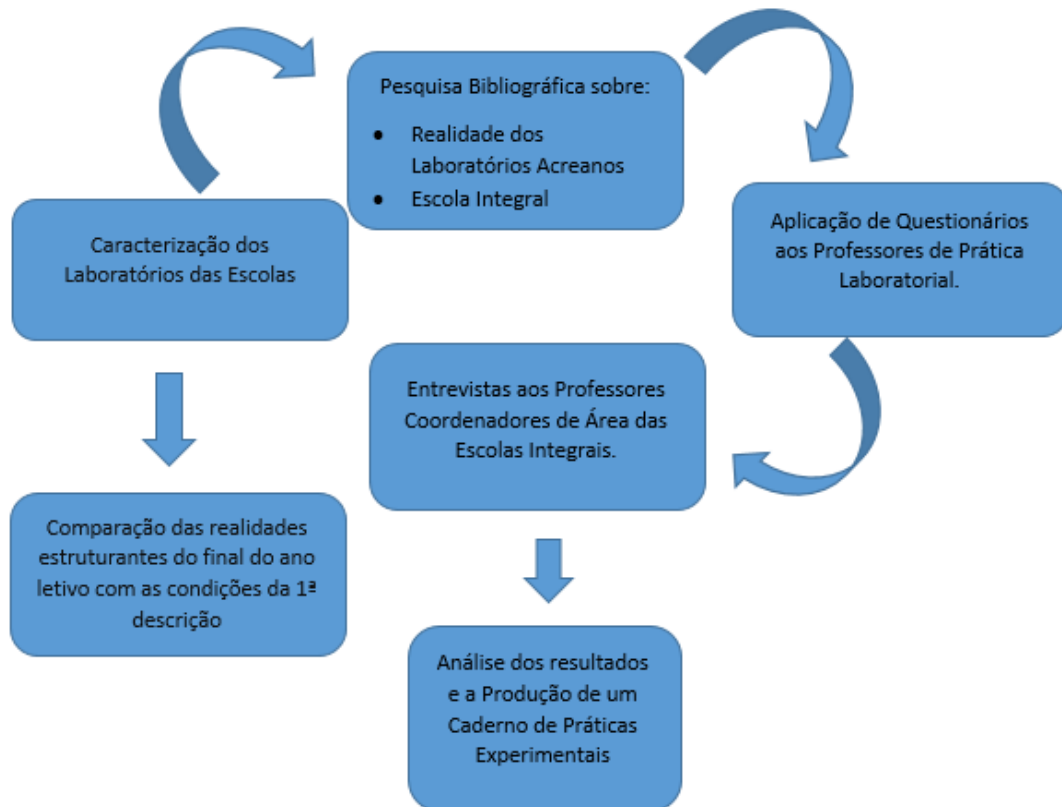 Pesquisa Bibliográfica sobre:
● Realidade dos
Laboratórios Acreanos
● Escola Integral
Caracterização dos
Laboratórios das Escolas
Aplicação de Questionários
aos Professores de Prática
Laboratorial.
Entrevistas aos Professores
Coordenadores de Área das
Escolas Integrais.
Comparação das realidades
estruturantes do final do ano
letivo com as condições da 1ª
descrição
Análise dos resultados
e a Produção de um
Caderno de Práticas
Experimentais